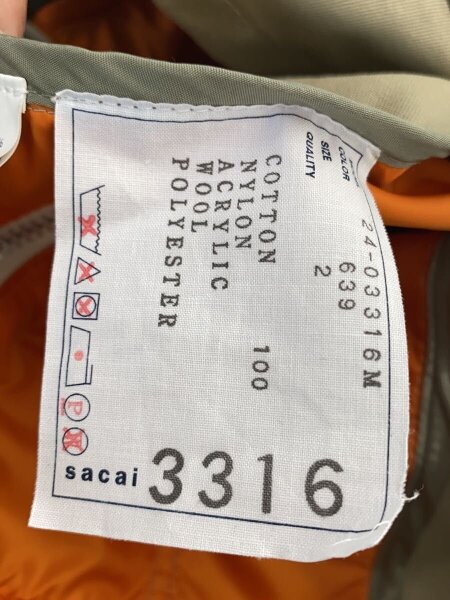 24-03316M
COLOR 639
SIZE 2
QUALITY
COTTON 100
NYLON
ACRYLIC
WOOL
POLYESTER
P
sacai 3316